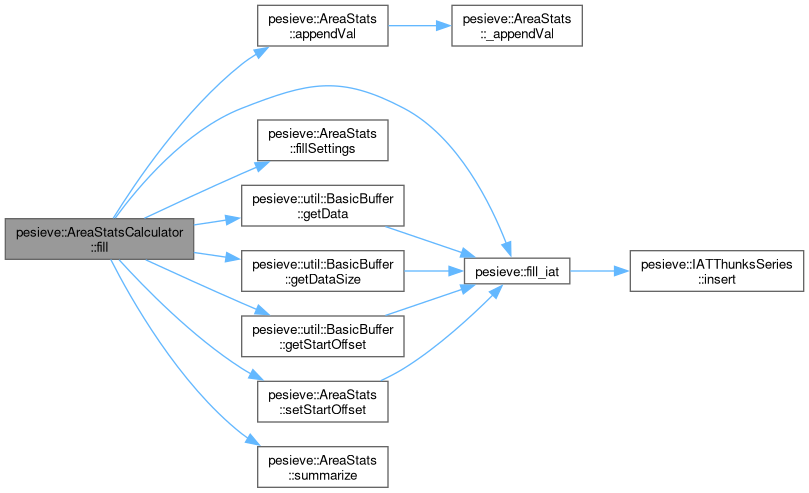 pesieve::AreaStats
::appendVal
pesieve::AreaStats
::_appendVal
pesieve::AreaStats
::fillSettings
pesieve::util::BasicBuffer
::getData
pesieve::AreaStatsCalculator
::fill
pesieve::util::BasicBuffer
::getDataSize
pesieve::fill_iat
pesieve::IATThunksSeries
::insert
pesieve::util::BasicBuffer
::getStartOffset
pesieve::AreaStats
::setStartOffset
pesieve::AreaStats
::summarize